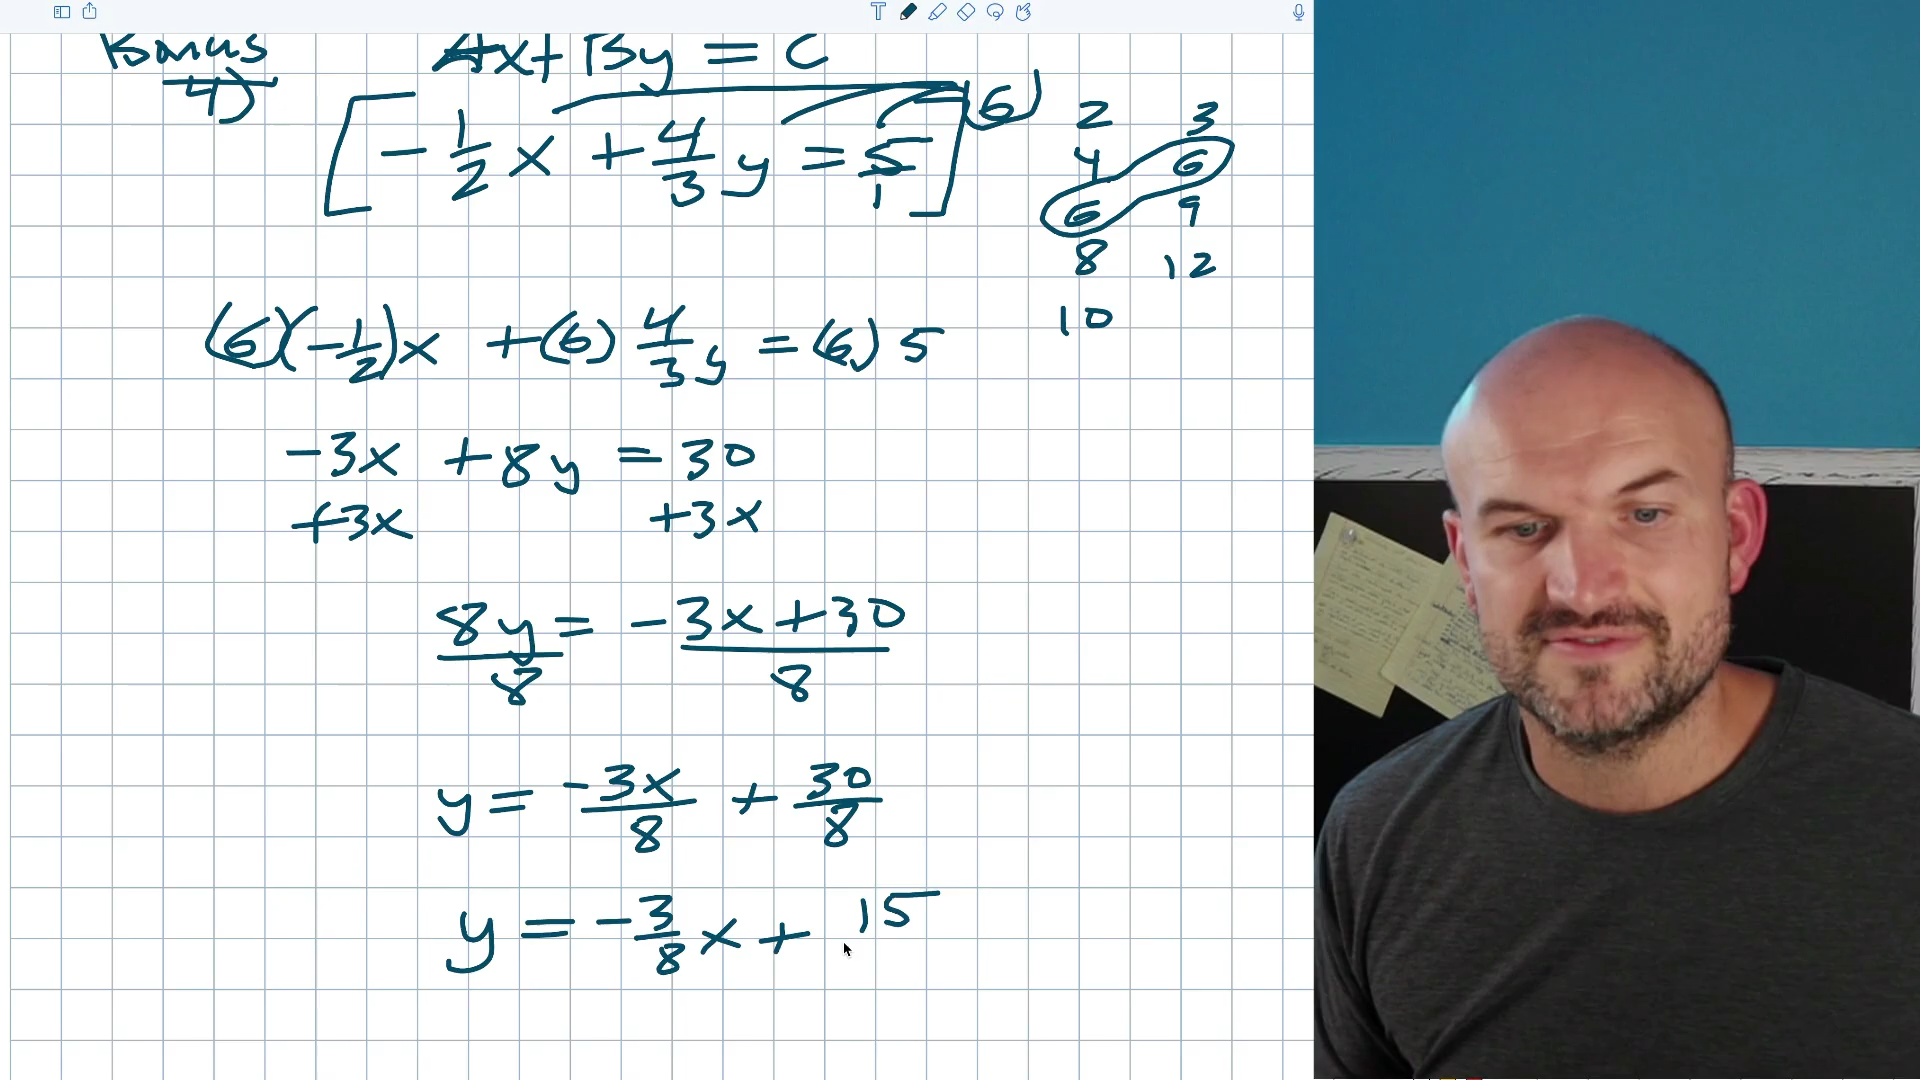 Bonus Ax + By = C
4)
[ - 1/2 x + 4/3 y = 5/1 ] (6)
2 3
4 6
6 9
8 12
10
(6)(-1/2)x + (6) 4/3 y = (6) 5
-3x + 8y = 30
+3x +3x
8y/8 = -3x+30/8
y = -3x/8 + 30/8
y = -3/8 x + 15